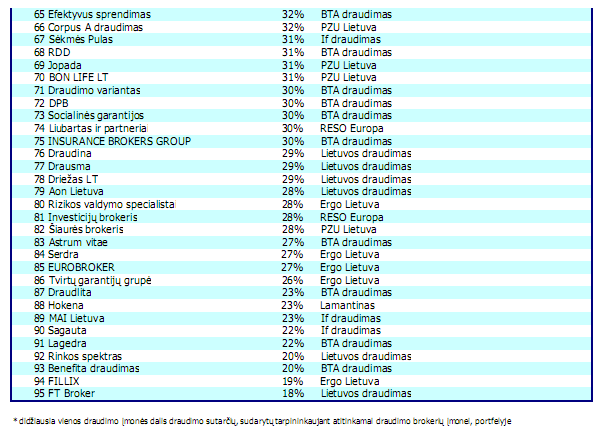 65 Efektyvus sprendimas 32% BTA draudimas
66 Corpus A draudimas 32% PZU Lietuva
67 Sėkmės Pulas 31% If draudimas
68 RDD 31% BTA draudimas
69 Jopada 31% PZU Lietuva
70 BON LIFE LT 31% PZU Lietuva
71 Draudimo variantas 30% BTA draudimas
72 DPB 30% BTA draudimas
73 Socialinės garantijos 30% BTA draudimas
74 Liubartas ir partneriai 30% RESO Europa
75 INSURANCE BROKERS GROUP 30% BTA draudimas
76 Draudina 29% Lietuvos draudimas
77 Drausma 29% Lietuvos draudimas
78 Driežas LT 29% Lietuvos draudimas
79 Aon Lietuva 28% Lietuvos draudimas
80 Rizikos valdymo specialistai 28% Ergo Lietuva
81 Investicijų brokeris 28% RESO Europa
82 Šiaurės brokeris 28% PZU Lietuva
83 Astrum vitae 27% BTA draudimas
84 Serdra 27% Ergo Lietuva
85 EUROBROKER 27% Ergo Lietuva
86 Tvirtų garantijų grupė 26% Ergo Lietuva
87 Draudlita 23% BTA draudimas
88 Hokena 23% Lamantinas
89 MAI Lietuva 23% If draudimas
90 Sagauta 22% If draudimas
91 Lagedra 22% BTA draudimas
92 Rinkos spektras 20% Lietuvos draudimas
93 Benefita draudimas 20% BTA draudimas
94 FILLIX 19% Ergo Lietuva
95 FT Broker 18% Lietuvos draudimas
* didžiausia vienos draudimo įmonės dalis draudimo sutarčių, sudarytų tarpininkaujant atitinkamai draudimo brokerių įmonei, portfelyje